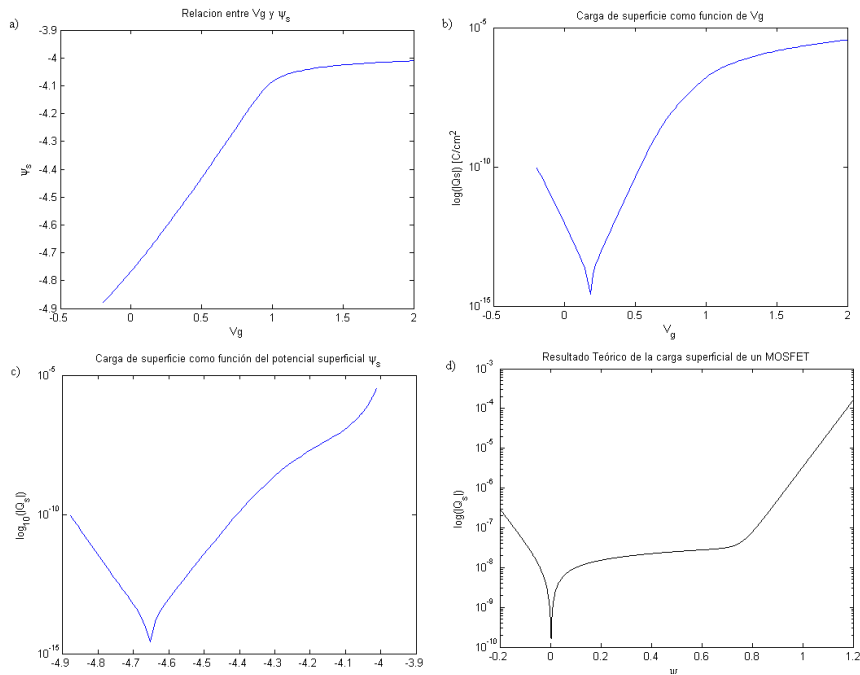 a)
Relacion entre Vg y ψs
-3.9
-4
-4.1
-4.2
-4.3
-4.4
-4.5
-4.6
-4.7
-4.8
-4.9
ψs
-0.5 0 0.5 1 1.5 2
Vg
b)
Carga de superficie como funcion de Vg
10^-5
10^-10
10^-15
log(|Qs|) [C/cm²]
-0.5 0 0.5 1 1.5 2
Vg
c)
Carga de superficie como función del potencial superficial ψs
10^-5
10^-10
10^-15
log10(|Qs|)
-4.9 -4.8 -4.7 -4.6 -4.5 -4.4 -4.3 -4.2 -4.1 -4 -3.9
d)
Resultado Teórico de la carga superficial de un MOSFET
10^-3
10^-4
10^-5
10^-6
10^-7
10^-8
10^-9
10^-10
log(|Qs|)
-0.2 0 0.2 0.4 0.6 0.8 1 1.2